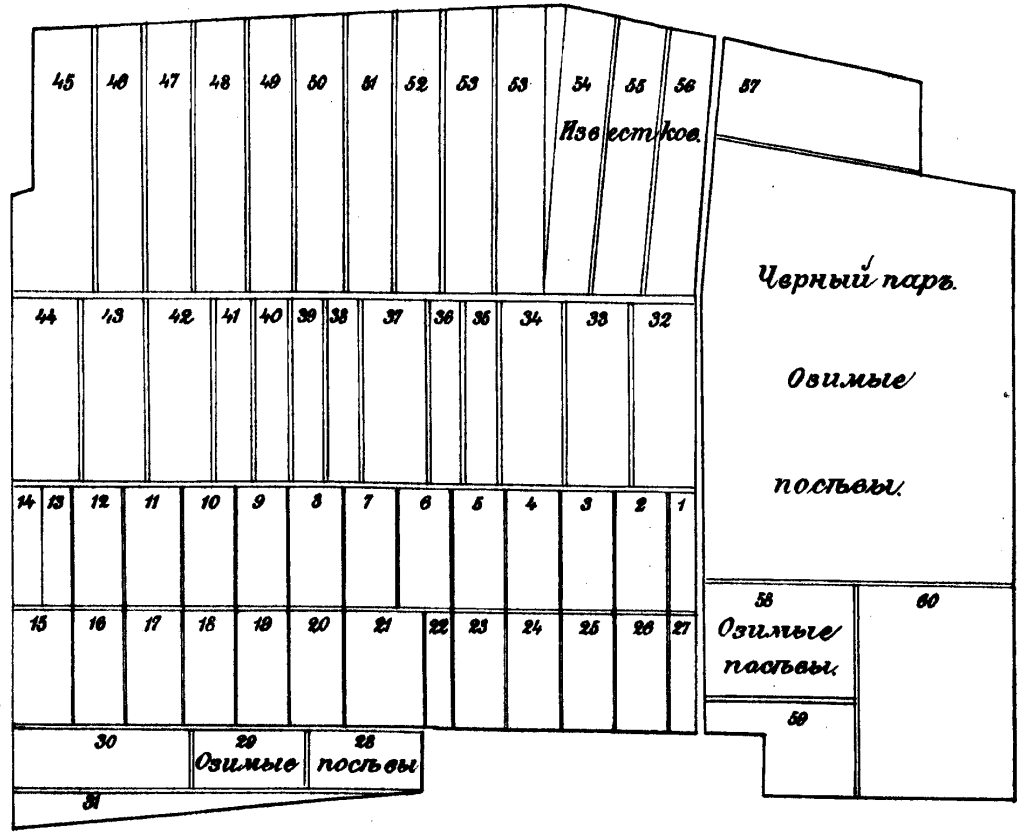 45 46 47 48 49 50 51 52 53 53 54 55 56 57
Известков.
Черный паръ.
44 43 42 41 40 39 38 37 36 35 34 33 32
Озимые
посѣвы.
14 13 12 11 10 9 8 7 6 5 4 3 2 1
58 60
15 16 17 18 19 20 21 22 23 24 25 26 27
Озимые
посѣвы.
59
30 29 28
Озимые посѣвы
31